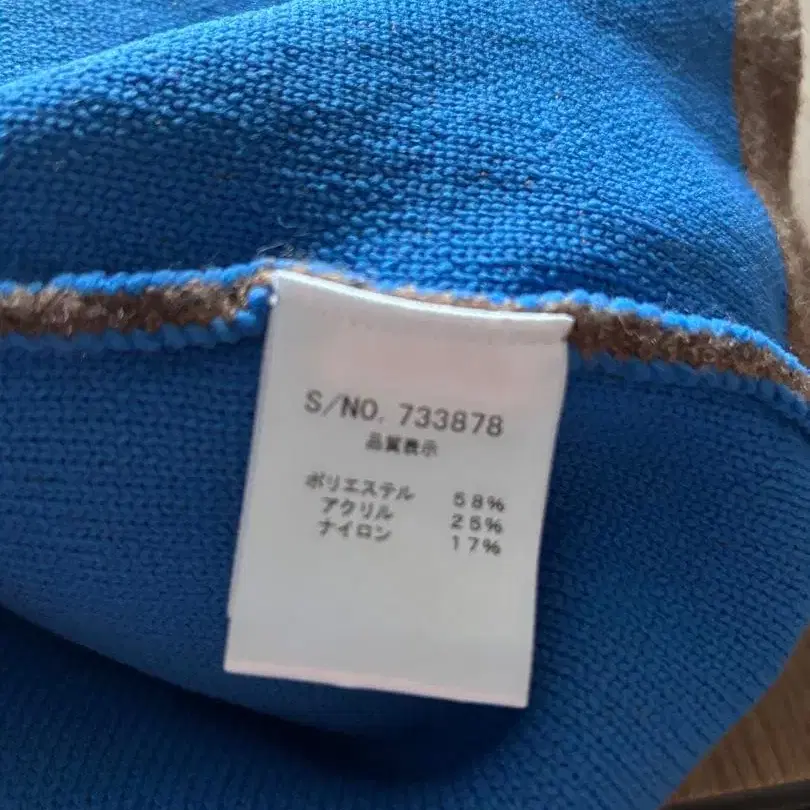 S/NO. 733878
品質表示
ポリエステル 58%
アクリル 25%
ナイロン 17%